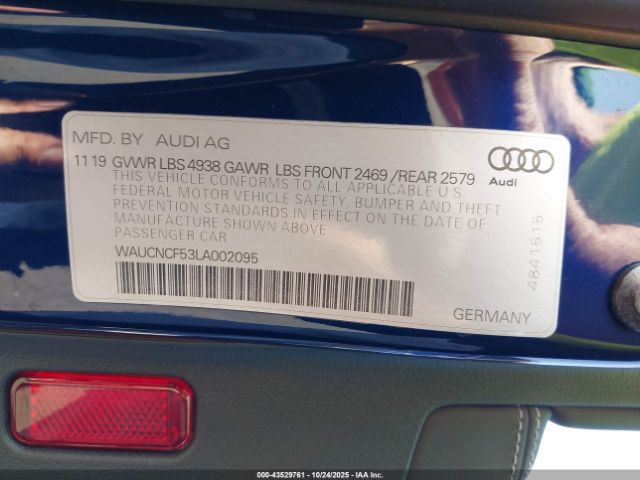 MFD. BY AUDI AG
11 19 GVWR LBS 4938 GAWR LBS FRONT 2469 /REAR 2579
THIS VEHICLE CONFORMS TO ALL APPLICABLE U.S.
FEDERAL MOTOR VEHICLE SAFETY, BUMPER AND THEFT
PREVENTION STANDARDS IN EFFECT ON THE DATE OF
MANUFACTURE SHOWN ABOVE
PASSENGER CAR
WAUCNCF53LA002095
Audi
4841515
GERMANY
000-43529761 - 10/24/2025 - IAAI, Inc.